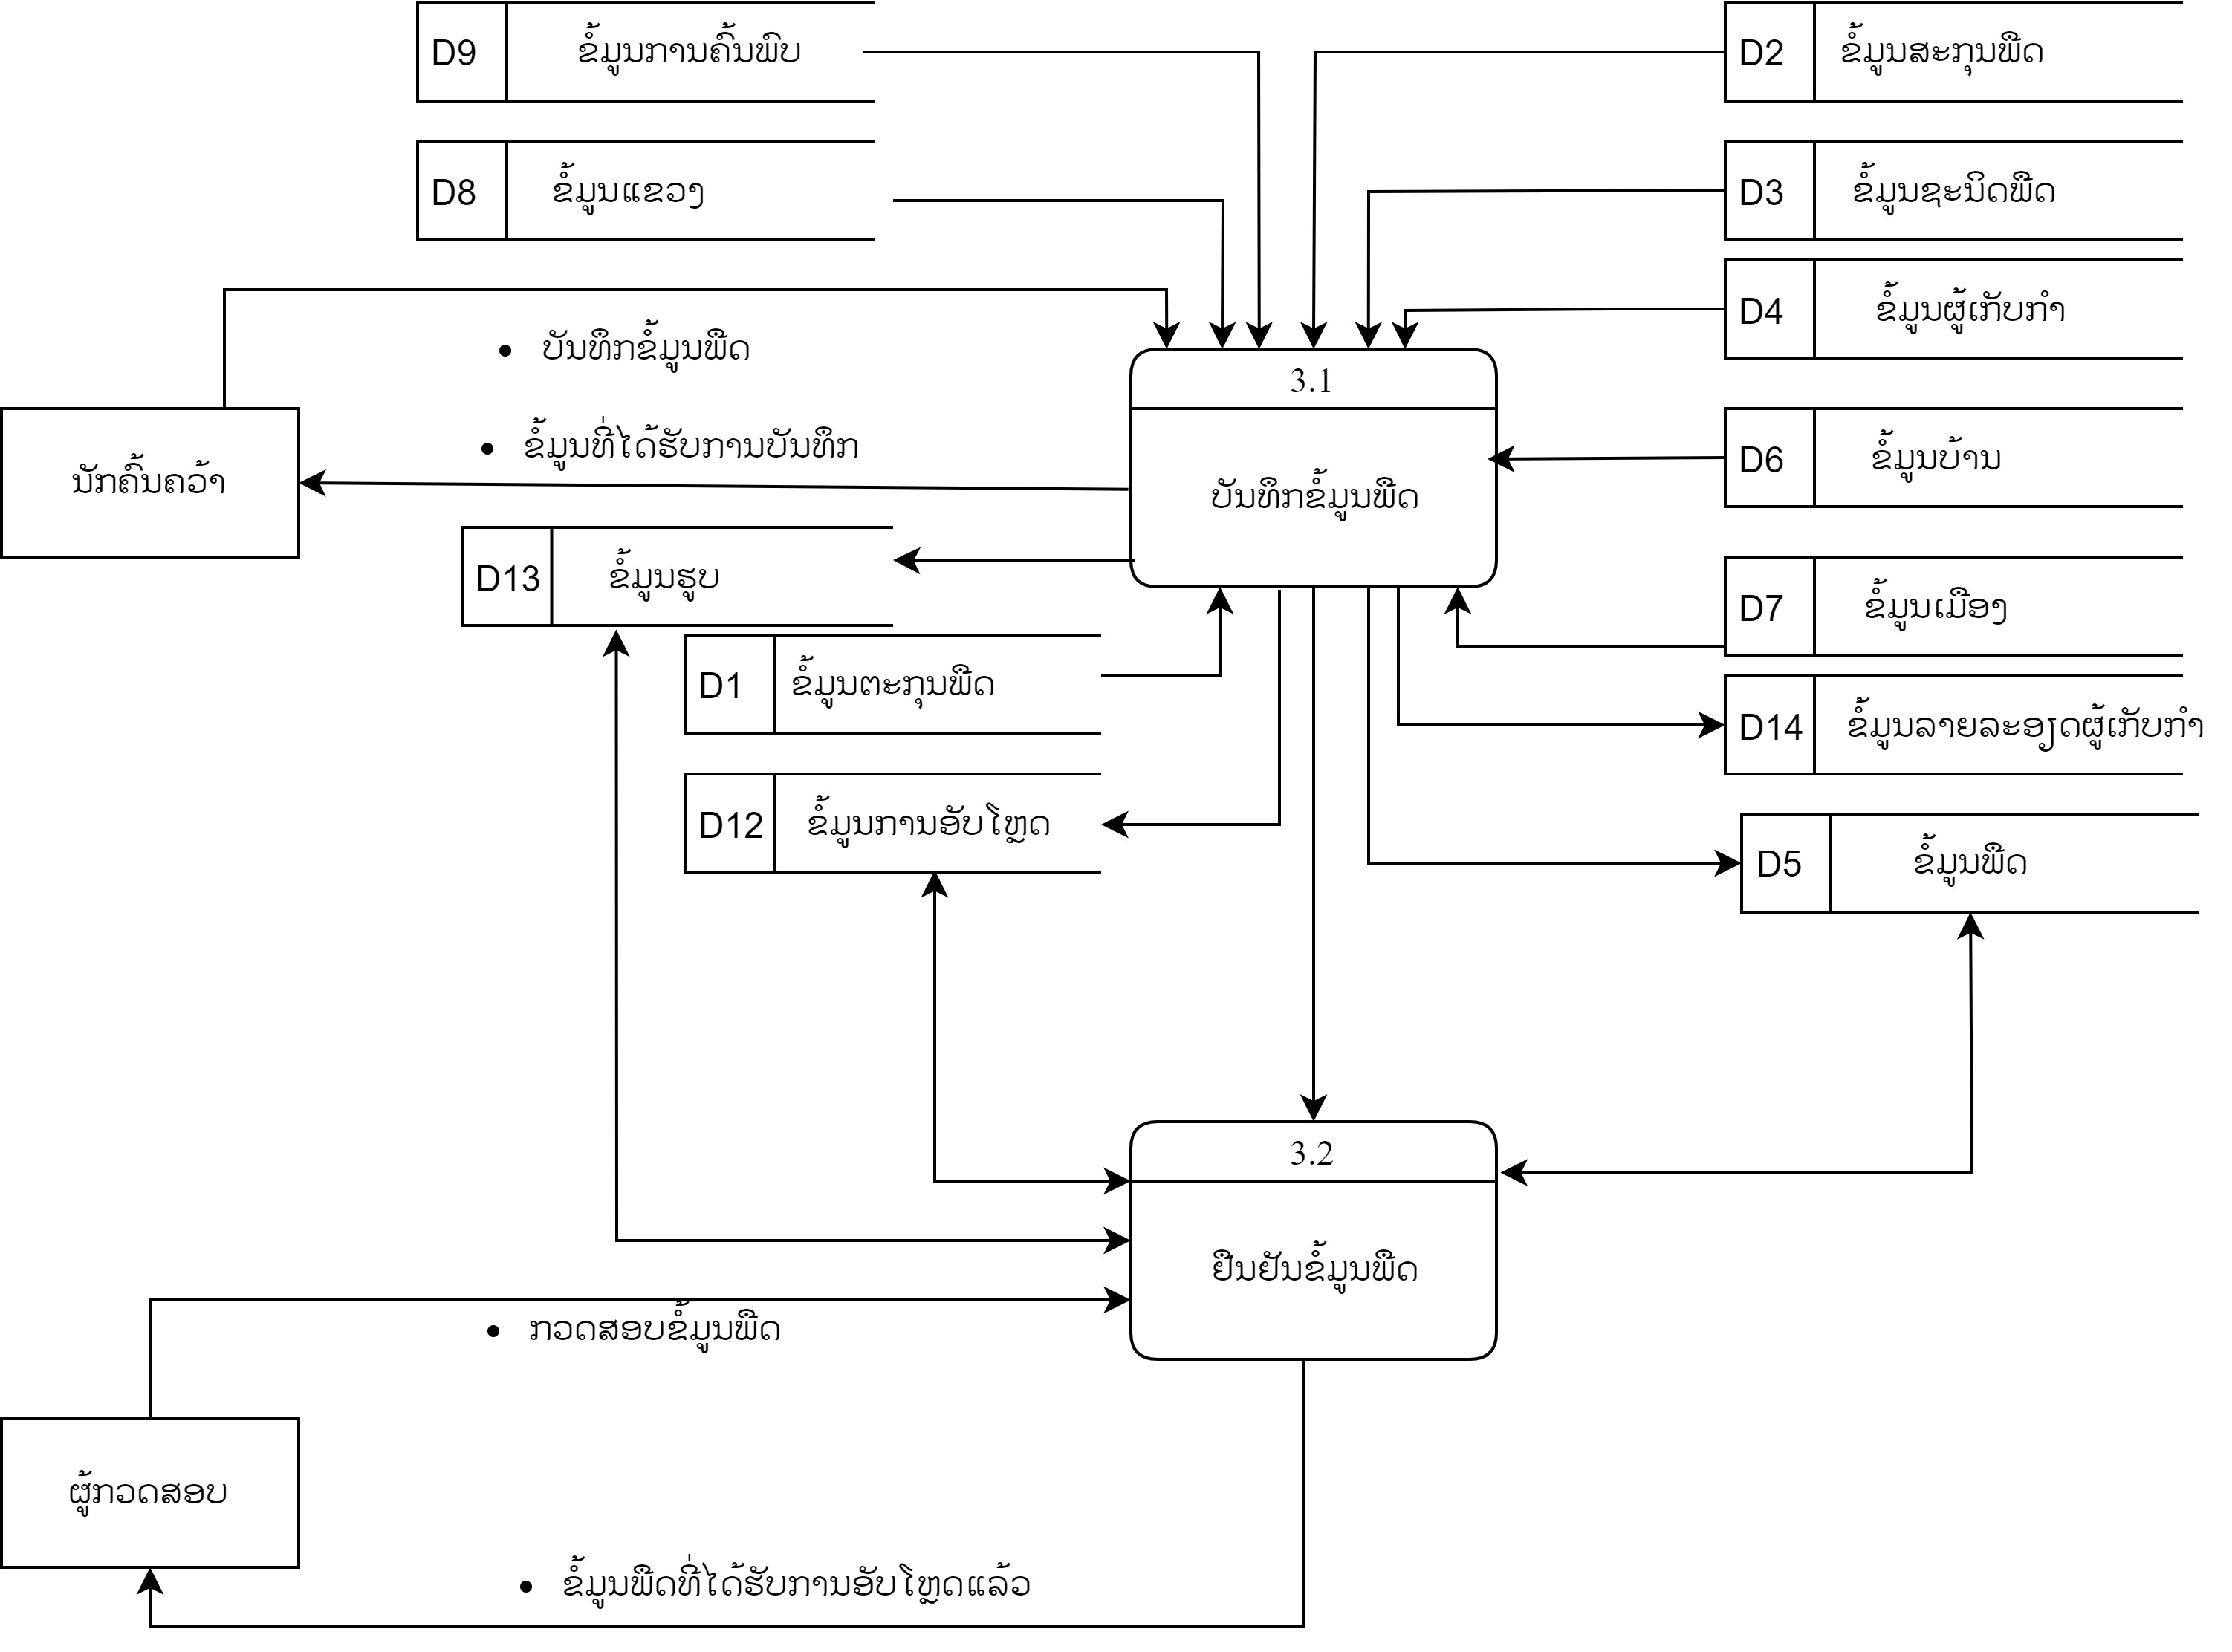 D9 ຂໍ້ມູນການຄົ້ນພົບ
D2 ຂໍ້ມູນສະກຸນພືດ
D8 ຂໍ້ມູນແຂວງ
D3 ຂໍ້ມູນຊະນິດພືດ
D4 ຂໍ້ມູນຜູ້ເກັບກຳ
• ບັນທຶກຂໍ້ມູນພືດ
3.1
• ຂໍ້ມູນທີ່ໄດ້ຮັບການບັນທຶກ
D6 ຂໍ້ມູນບ້ານ
ນັກຄົ້ນຄວ້າ
ບັນທຶກຂໍ້ມູນພືດ
D13 ຂໍ້ມູນຮູບ
D7 ຂໍ້ມູນເມືອງ
D1 ຂໍ້ມູນຕະກຸນພືດ
D14 ຂໍ້ມູນລາຍລະອຽດຜູ້ເກັບກຳ
D12 ຂໍ້ມູນການອັບໂຫຼດ
D5 ຂໍ້ມູນພືດ
3.2
ຢືນຢັນຂໍ້ມູນພືດ
• ກວດສອບຂໍ້ມູນພືດ
ຜູ້ກວດສອບ
• ຂໍ້ມູນພືດທີ່ໄດ້ຮັບການອັບໂຫຼດແລ້ວ